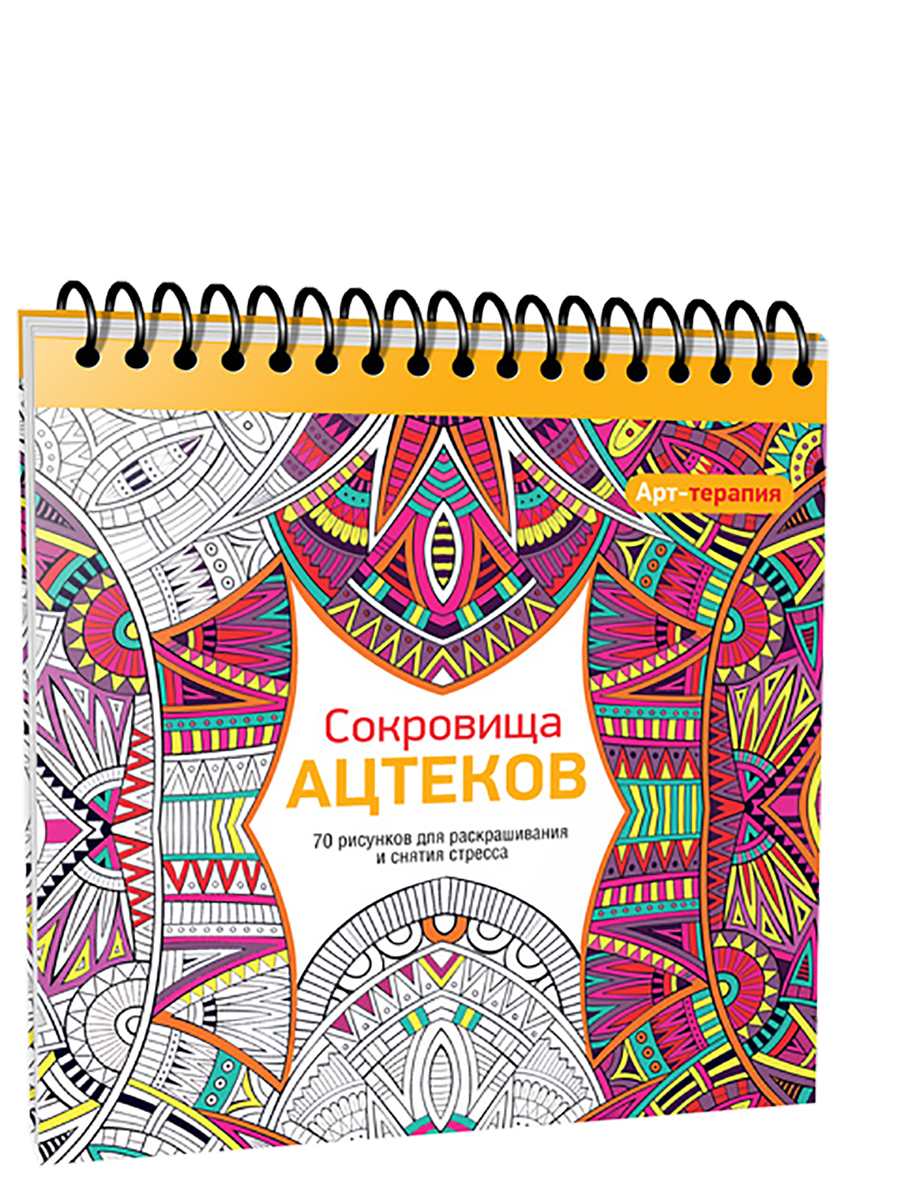 Арт-терапия
Сокровища
АЦТЕКОВ
70 рисунков для раскрашивания
и снятия стресса